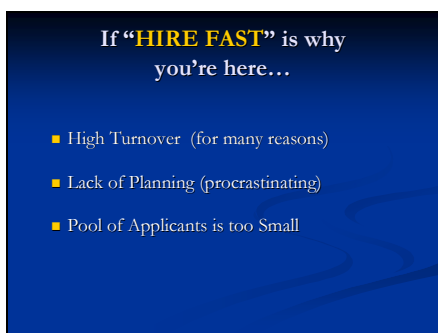 If “HIRE FAST” is why
you’re here…
High Turnover (for many reasons)
Lack of Planning (procrastinating)
Pool of Applicants is too Small